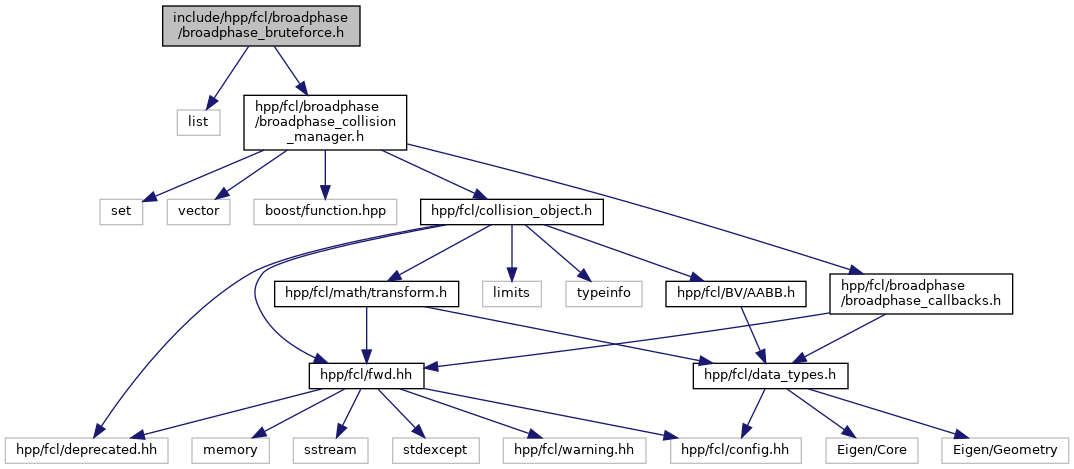 include/hpp/fcl/broadphase
/broadphase_bruteforce.h
list
hpp/fcl/broadphase
/broadphase_collision
_manager.h
set
vector
boost/function.hpp
hpp/fcl/collision_object.h
hpp/fcl/math/transform.h
limits
typeinfo
hpp/fcl/BV/AABB.h
hpp/fcl/broadphase
/broadphase_callbacks.h
hpp/fcl/fwd.hh
hpp/fcl/data_types.h
hpp/fcl/deprecated.hh
memory
sstream
stdexcept
hpp/fcl/warning.hh
hpp/fcl/config.hh
Eigen/Core
Eigen/Geometry